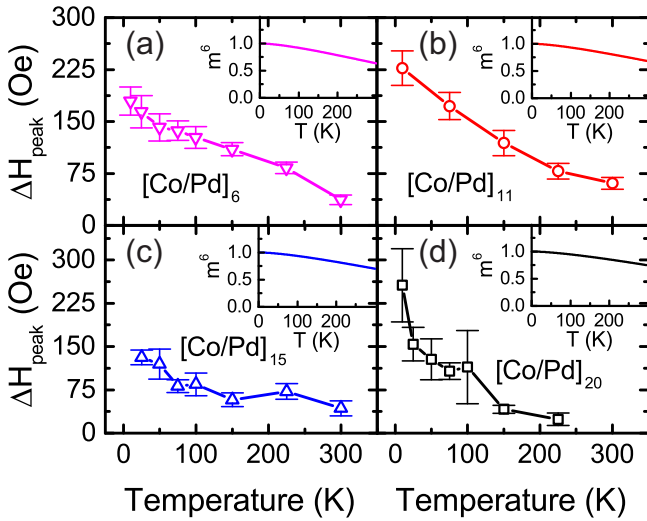 300
225
150
75
0
ΔH_peak (Oe)
(a)
1.0
0.5
0.0
m^6
0 100 200
T (K)
[Co/Pd]_6
(b)
1.0
0.5
0.0
m^6
0 100 200
T (K)
[Co/Pd]_11
300
225
150
75
0
ΔH_peak (Oe)
(c)
1.0
0.5
0.0
m^6
0 100 200
T (K)
[Co/Pd]_15
(d)
1.0
0.5
0.0
m^6
0 100 200
T (K)
[Co/Pd]_20
0 100 200 300
0 100 200 300
Temperature (K)
Temperature (K)